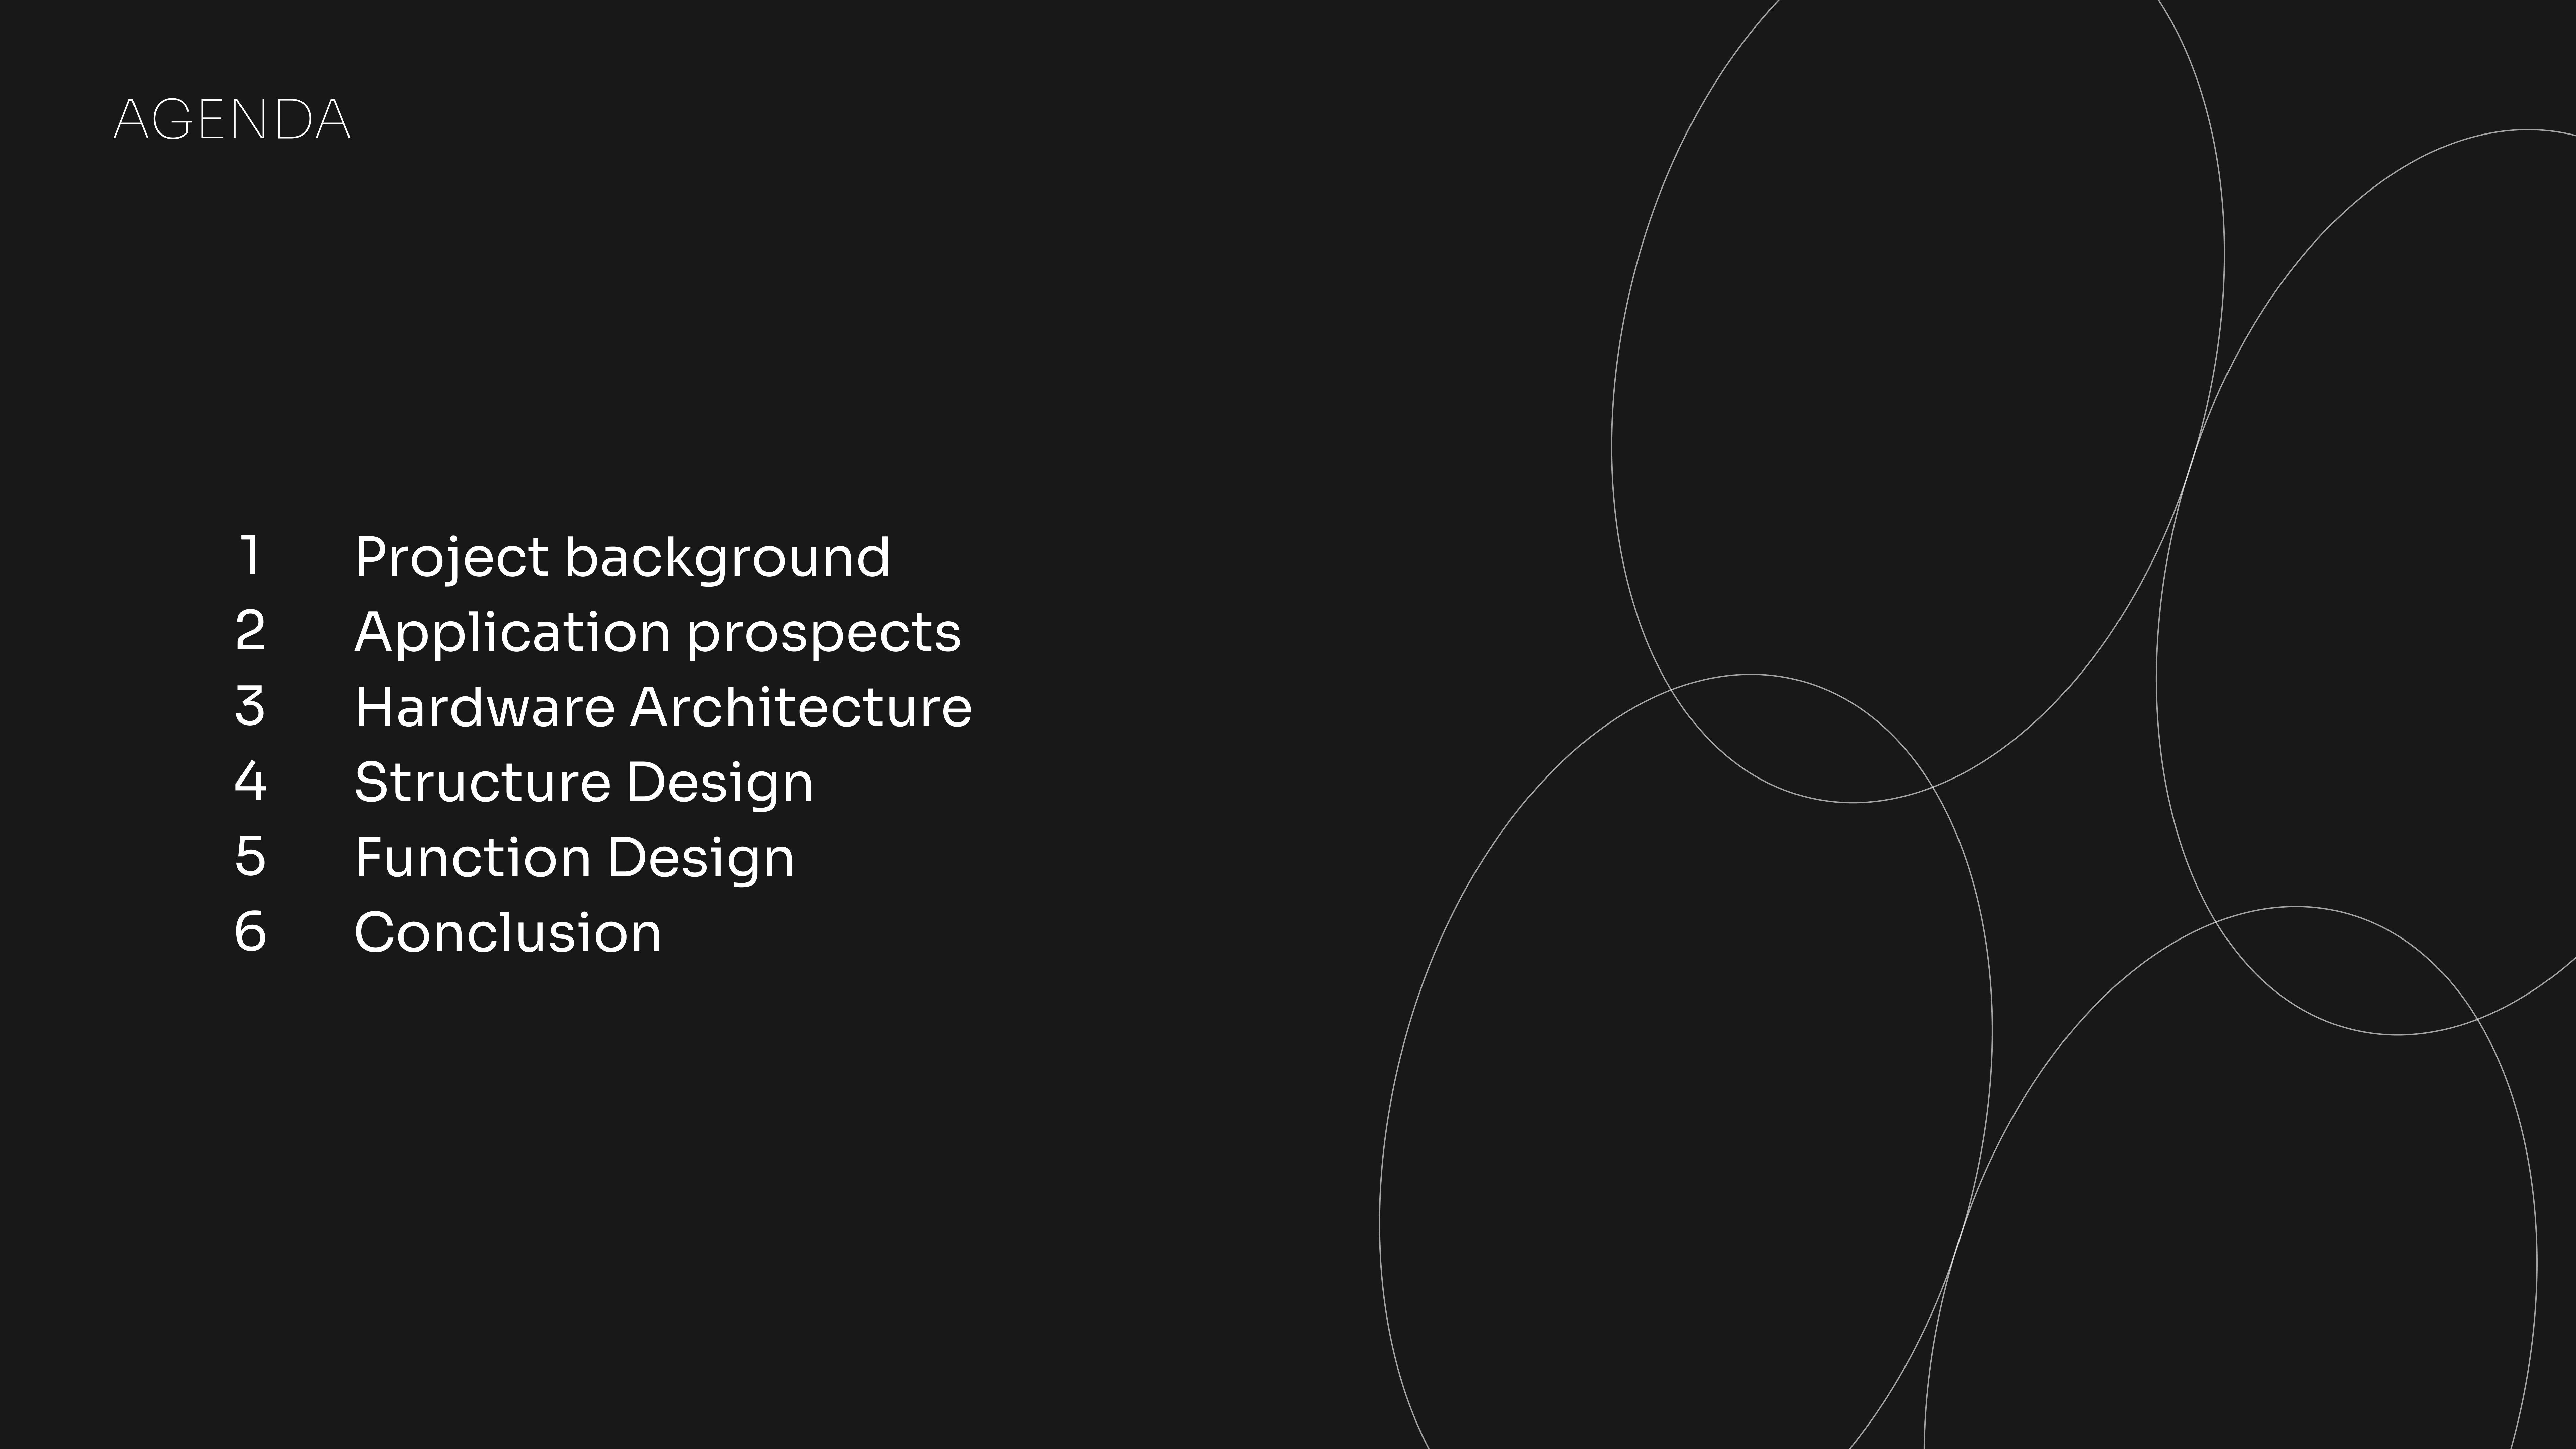 AGENDA
1 Project background
2 Application prospects
3 Hardware Architecture
4 Structure Design
5 Function Design
6 Conclusion